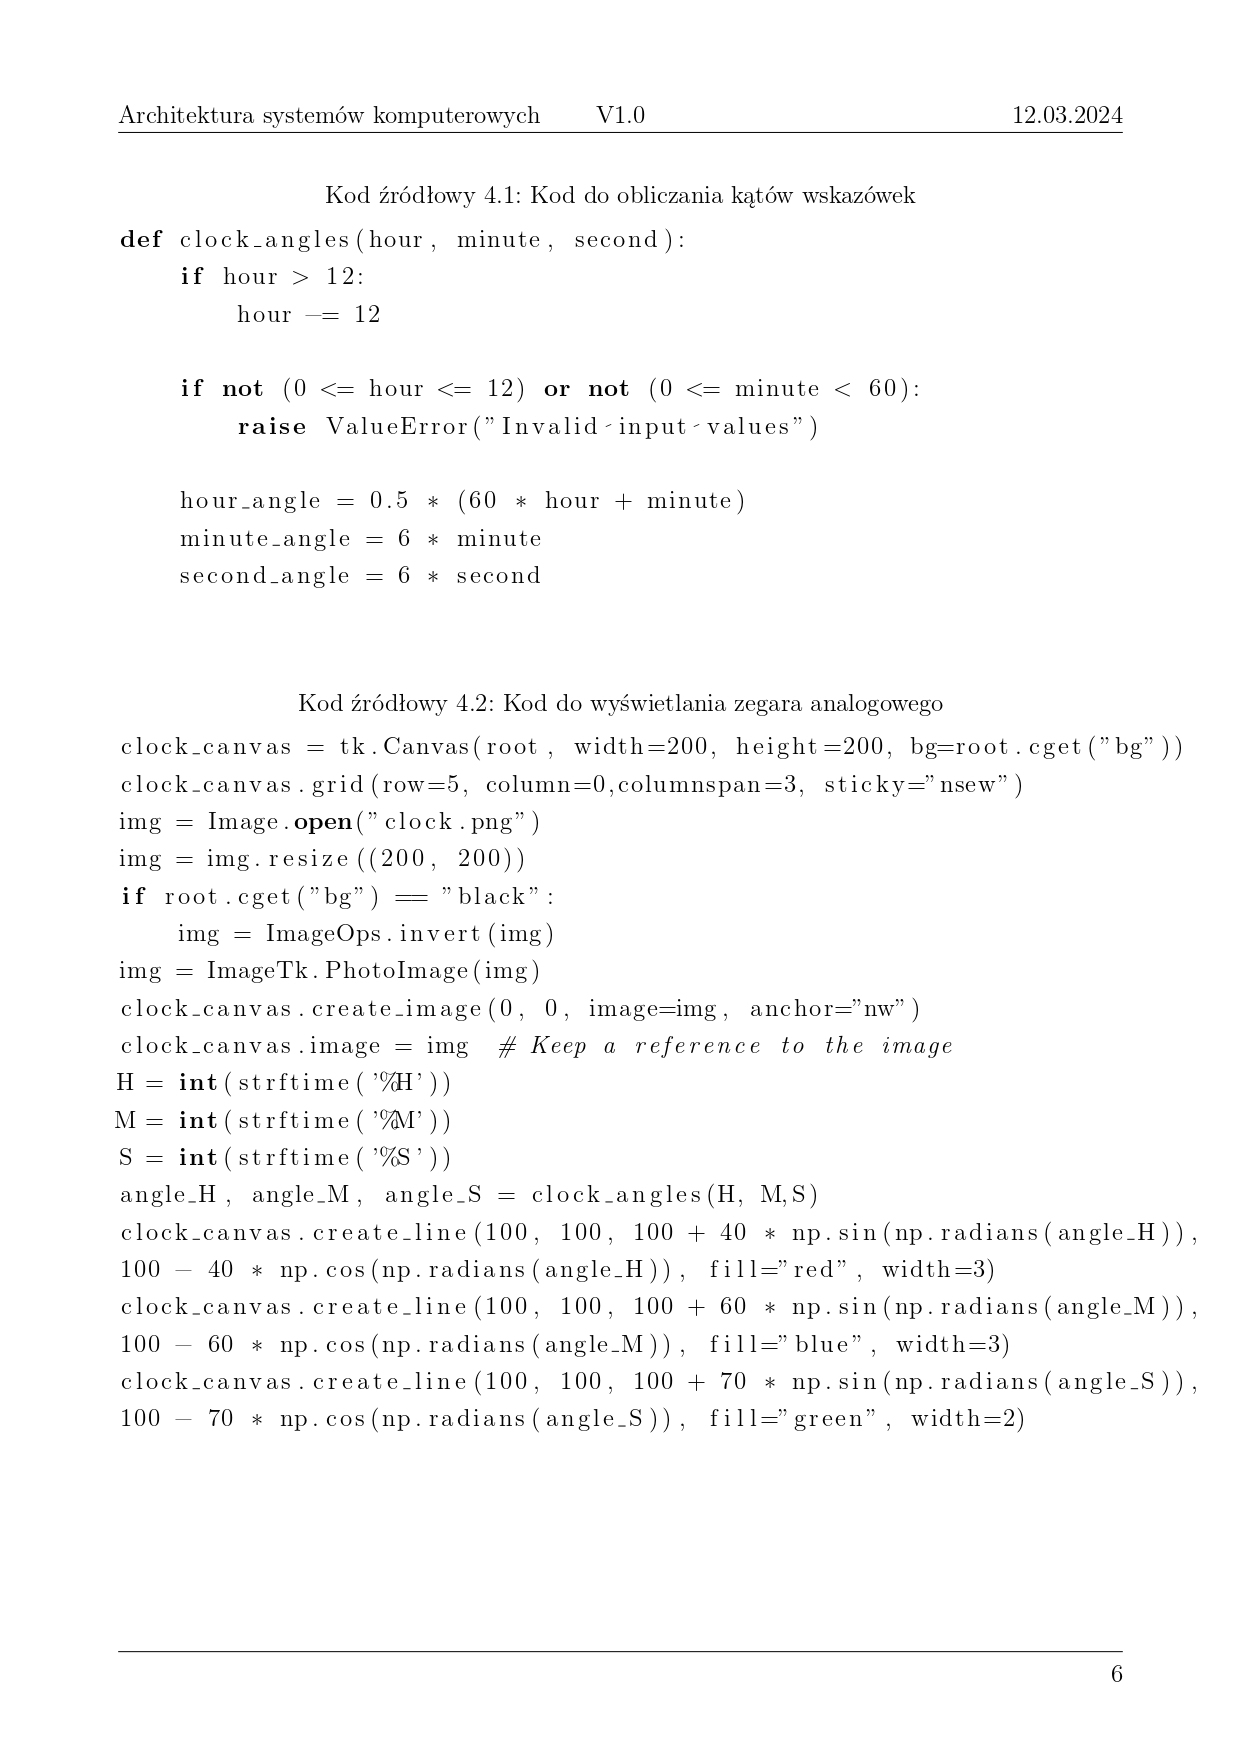 Architektura systemów komputerowych V1.0 12.03.2024
Kod źródłowy 4.1: Kod do obliczania kątów wskazówek
def clock_angles(hour, minute, second):
    if hour > 12:
        hour -= 12
    if not (0 <= hour <= 12) or not (0 <= minute < 60):
        raise ValueError("Invalid input values")
    hour_angle = 0.5 * (60 * hour + minute)
    minute_angle = 6 * minute
    second_angle = 6 * second
Kod źródłowy 4.2: Kod do wyświetlania zegara analogowego
clock_canvas = tk.Canvas(root, width=200, height=200, bg=root.cget("bg"))
clock_canvas.grid(row=5, column=0,columnspan=3, sticky="nsew")
img = Image.open("clock.png")
img = img.resize((200, 200))
if root.cget("bg") == "black":
    img = ImageOps.invert(img)
img = ImageTk.PhotoImage(img)
clock_canvas.create_image(0, 0, image=img, anchor="nw")
clock_canvas.image = img  # Keep a reference to the image
H = int(strftime('%H'))
M = int(strftime('%M'))
S = int(strftime('%S'))
angle_H, angle_M, angle_S = clock_angles(H, M,S)
clock_canvas.create_line(100, 100, 100 + 40 * np.sin(np.radians(angle_H)),
100 - 40 * np.cos(np.radians(angle_H)), fill="red", width=3)
clock_canvas.create_line(100, 100, 100 + 60 * np.sin(np.radians(angle_M)),
100 - 60 * np.cos(np.radians(angle_M)), fill="blue", width=3)
clock_canvas.create_line(100, 100, 100 + 70 * np.sin(np.radians(angle_S)),
100 - 70 * np.cos(np.radians(angle_S)), fill="green", width=2)
6